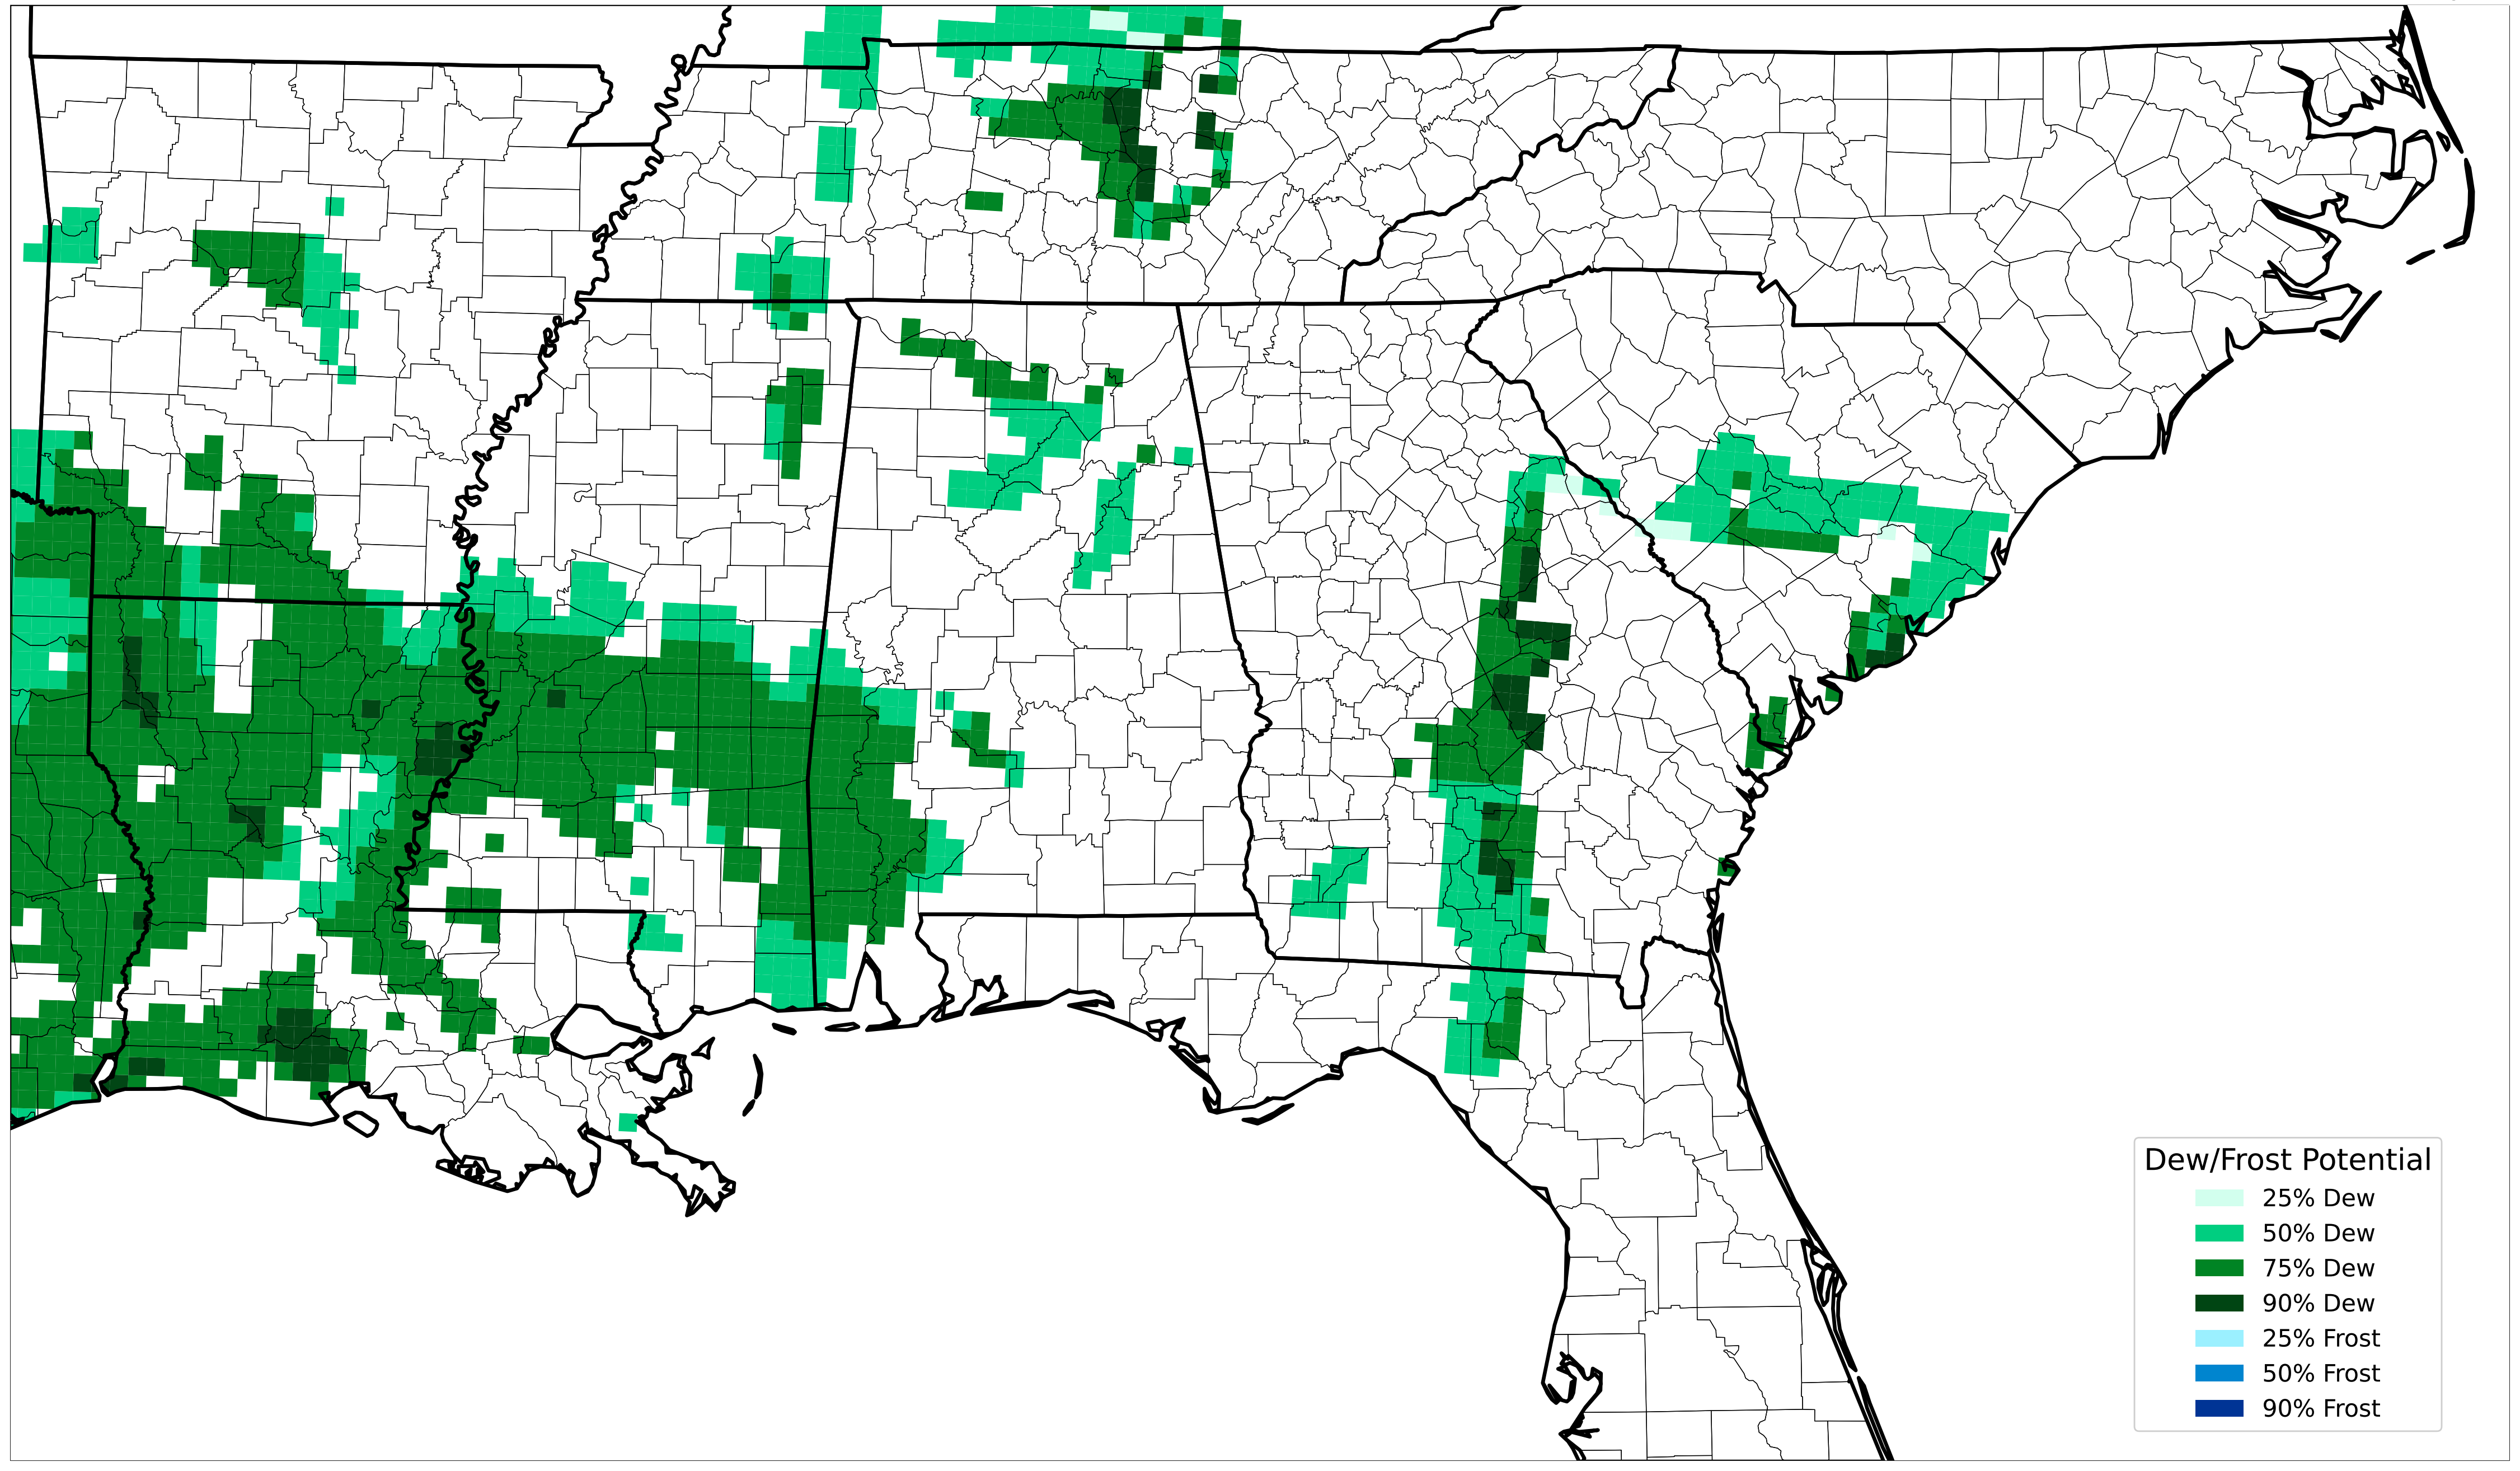 Dew/Frost Potential
25% Dew
50% Dew
75% Dew
90% Dew
25% Frost
50% Frost
90% Frost